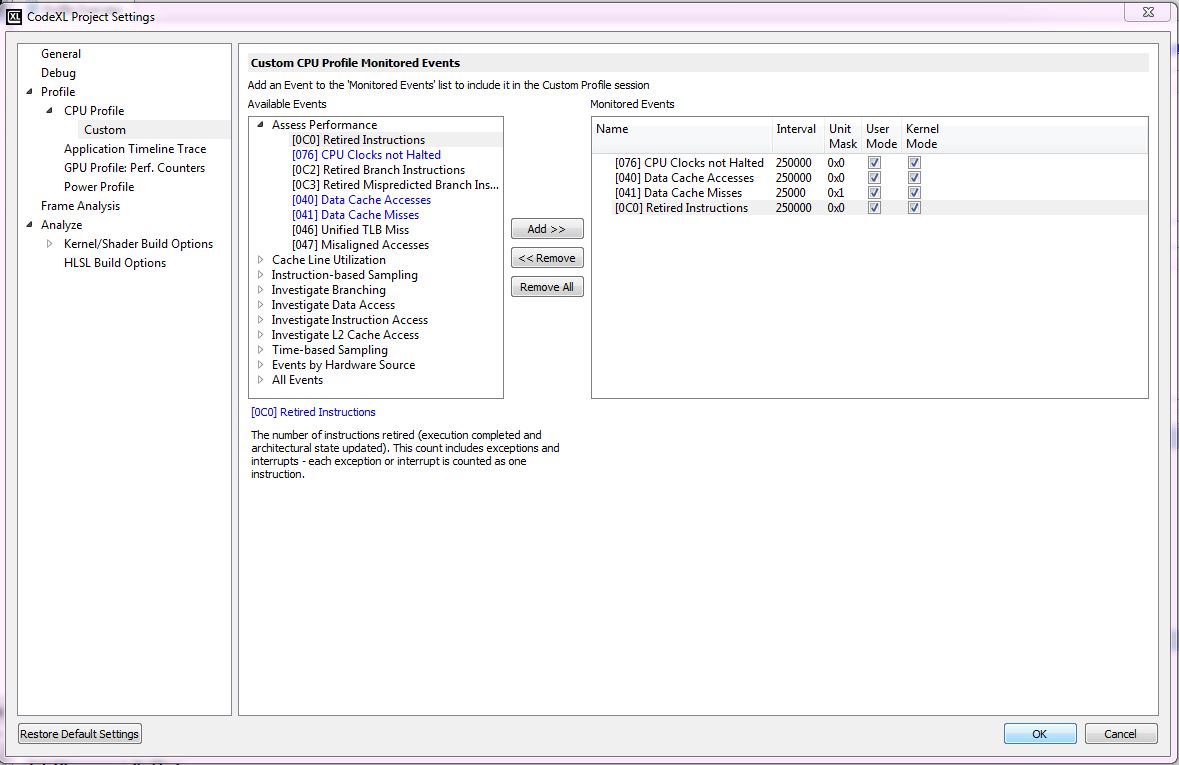 XL CodeXL Project Settings
General
Debug
Profile
CPU Profile
Custom
Application Timeline Trace
GPU Profile: Perf. Counters
Power Profile
Frame Analysis
Analyze
Kernel/Shader Build Options
HLSL Build Options
Custom CPU Profile Monitored Events
Add an Event to the 'Monitored Events' list to include it in the Custom Profile session
Available Events
Assess Performance
[0C0] Retired Instructions
[076] CPU Clocks not Halted
[0C2] Retired Branch Instructions
[0C3] Retired Mispredicted Branch Ins...
[040] Data Cache Accesses
[041] Data Cache Misses
[046] Unified TLB Miss
[047] Misaligned Accesses
Cache Line Utilization
Instruction-based Sampling
Investigate Branching
Investigate Data Access
Investigate Instruction Access
Investigate L2 Cache Access
Time-based Sampling
Events by Hardware Source
All Events
[0C0] Retired Instructions
The number of instructions retired (execution completed and
architectural state updated). This count includes exceptions and
interrupts - each exception or interrupt is counted as one
instruction.
Add >>
<< Remove
Remove All
Monitored Events
Name Interval Unit Mask User Mode Kernel Mode
[076] CPU Clocks not Halted 250000 0x0
[040] Data Cache Accesses 250000 0x0
[041] Data Cache Misses 25000 0x1
[0C0] Retired Instructions 250000 0x0
Restore Default Settings
OK
Cancel